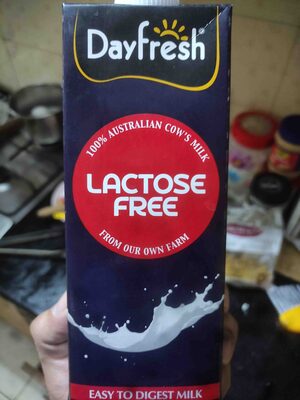 Dayfresh
100% AUSTRALIAN COW'S MILK
LACTOSE
FREE
FROM OUR OWN FARM
EASY TO DIGEST MILK